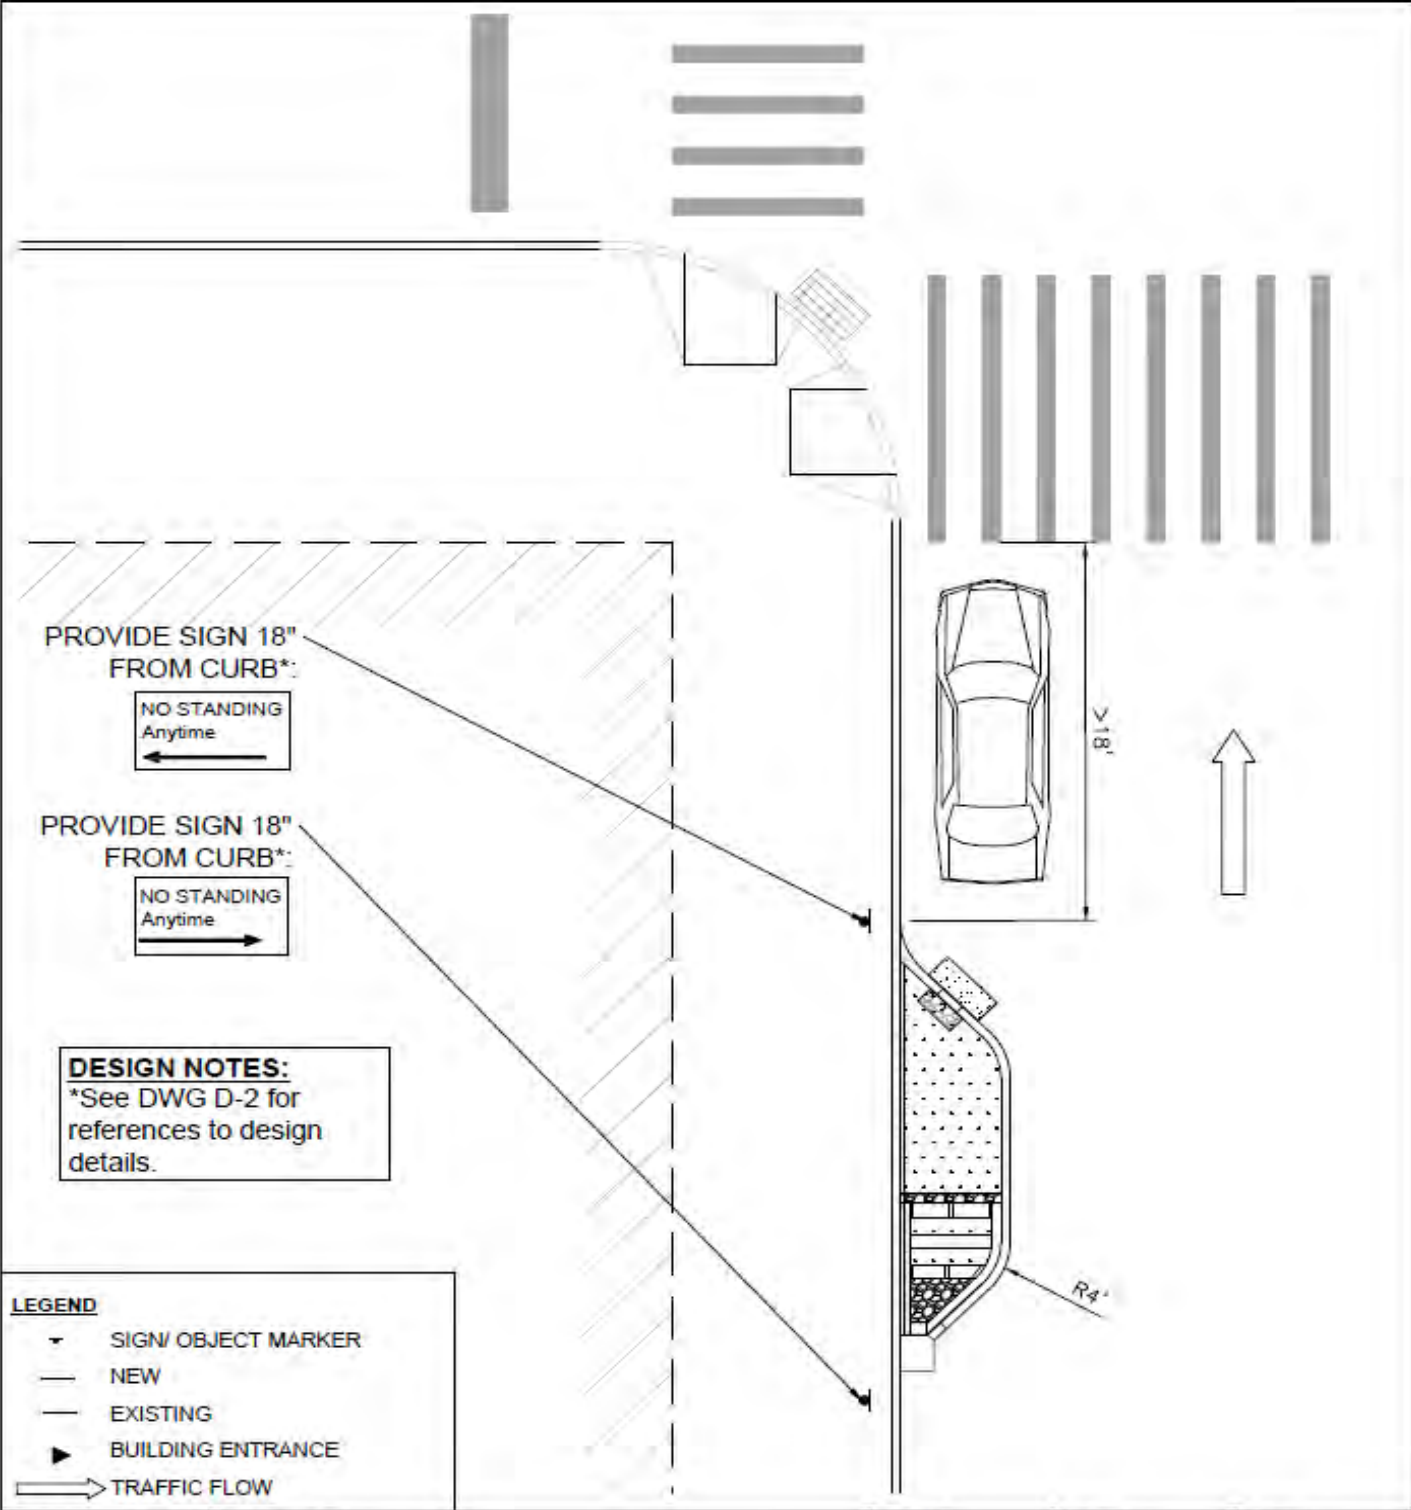 PROVIDE SIGN 18"
FROM CURB*:
NO STANDING
Anytime
PROVIDE SIGN 18"
FROM CURB*:
NO STANDING
Anytime
>18'
DESIGN NOTES:
*See DWG D-2 for
references to design
details.
R4'
LEGEND
SIGN/ OBJECT MARKER
NEW
EXISTING
BUILDING ENTRANCE
TRAFFIC FLOW